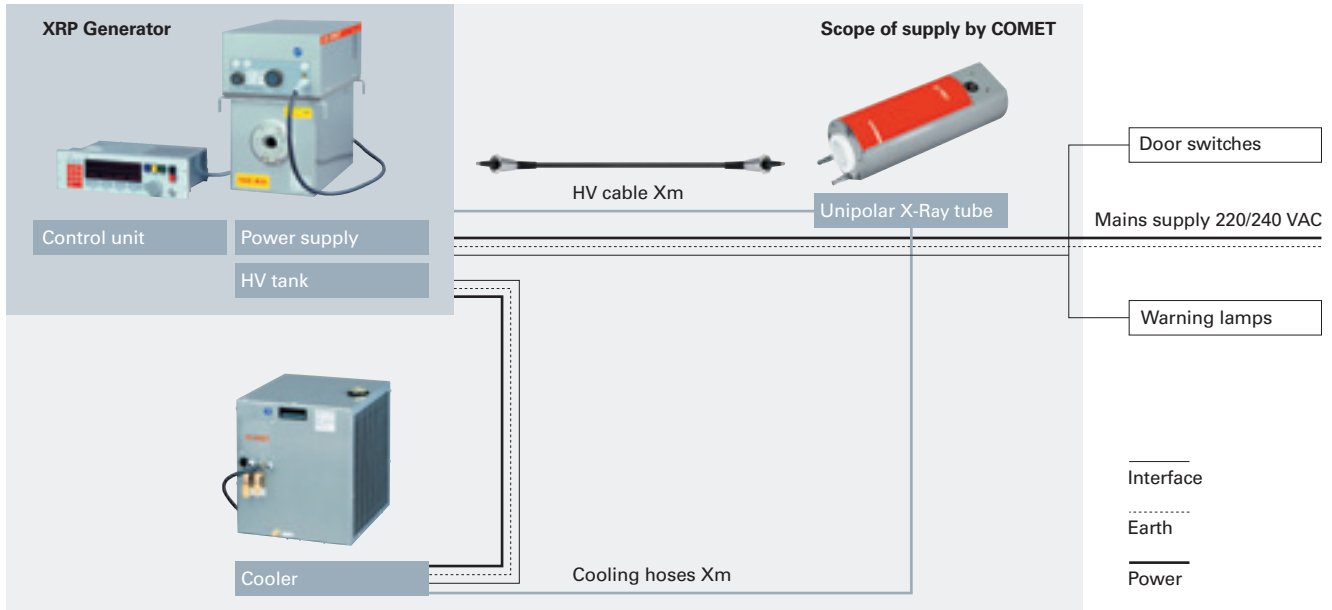 XRP Generator
Scope of supply by COMET
Door switches
HV cable Xm
Unipolar X-Ray tube
Mains supply 220/240 VAC
Control unit
Power supply
HV tank
Warning lamps
Interface
Earth
Power
Cooler
Cooling hoses Xm